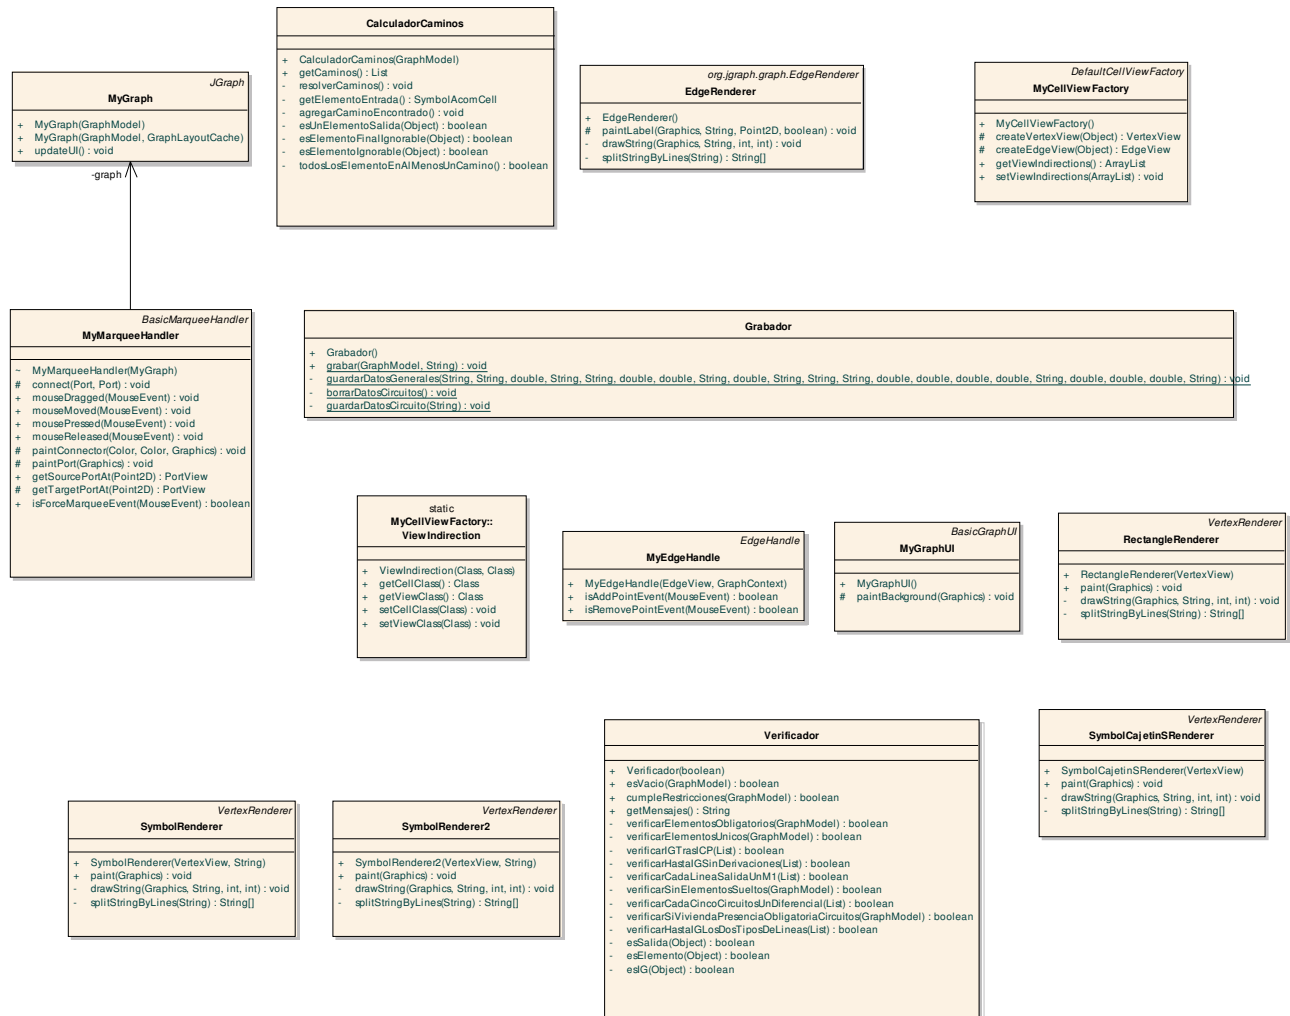 CalculadorCaminos
+ CalculadorCaminos(GraphModel)
+ getCaminos() : List
- resolverCaminos() : void
- getElementoEntrada() : SymbolAcomCell
- agregarCaminoEncontrado() : void
- esUnElementoSalida(Object) : boolean
- esElementoFinalIgnorable(Object) : boolean
- esElementoIgnorable(Object) : boolean
- todosLosElementoEnAlMenosUnCamino() : boolean
JGraph
MyGraph
+ MyGraph(GraphModel)
+ MyGraph(GraphModel, GraphLayoutCache)
+ updateUI() : void
-graph
org.jgraph.graph.EdgeRenderer
EdgeRenderer
+ EdgeRenderer()
# paintLabel(Graphics, String, Point2D, boolean) : void
- drawString(Graphics, String, int, int) : void
- splitStringByLines(String) : String[]
DefaultCellViewFactory
MyCellViewFactory
+ MyCellViewFactory()
# createVertexView(Object) : VertexView
# createEdgeView(Object) : EdgeView
+ getViewIndirections() : ArrayList
+ setViewIndirections(ArrayList) : void
BasicMarqueeHandler
MyMarqueeHandler
~ MyMarqueeHandler(MyGraph)
# connect(Port, Port) : void
+ mouseDragged(MouseEvent) : void
+ mouseMoved(MouseEvent) : void
+ mousePressed(MouseEvent) : void
+ mouseReleased(MouseEvent) : void
# paintConnector(Color, Color, Graphics) : void
# paintPort(Graphics) : void
+ getSourcePortAt(Point2D) : PortView
# getTargetPortAt(Point2D) : PortView
+ isForceMarqueeEvent(MouseEvent) : boolean
Grabador
+ Grabador()
+ grabar(GraphModel, String) : void
- guardarDatosGenerales(String, String, double, String, String, double, double, String, double, String, String, String, double, double, double, double, double, double, String) : void
- borrarDatosCircuitos() : void
- guardarDatosCircuito(String) : void
static
MyCellViewFactory::
ViewIndirection
+ ViewIndirection(Class, Class)
+ getCellClass() : Class
+ getViewClass() : Class
+ setCellClass(Class) : void
+ setViewClass(Class) : void
EdgeHandle
MyEdgeHandle
+ MyEdgeHandle(EdgeView, GraphContext)
+ isAddPointEvent(MouseEvent) : boolean
+ isRemovePointEvent(MouseEvent) : boolean
BasicGraphUI
MyGraphUI
+ MyGraphUI()
# paintBackground(Graphics) : void
VertexRenderer
RectangleRenderer
+ RectangleRenderer(VertexView)
+ paint(Graphics) : void
- drawString(Graphics, String, int, int) : void
- splitStringByLines(String) : String[]
VertexRenderer
SymbolRenderer
+ SymbolRenderer(VertexView, String)
+ paint(Graphics) : void
- drawString(Graphics, String, int, int) : void
- splitStringByLines(String) : String[]
VertexRenderer
SymbolRenderer2
+ SymbolRenderer2(VertexView, String)
+ paint(Graphics) : void
- drawString(Graphics, String, int, int) : void
- splitStringByLines(String) : String[]
Verificador
+ Verificador(boolean)
+ esVacio(GraphModel) : boolean
+ cumpleRestricciones(GraphModel) : boolean
+ getMensajes() : String
- verificarElementosObligatorios(GraphModel) : boolean
- verificarElementosUnicos(GraphModel) : boolean
- verificarIGTrasICP(List) : boolean
- verificarHastaIGSinDerivaciones(List) : boolean
- verificarCadaLineaSalidaUnM1(List) : boolean
- verificarSinElementosSueltos(GraphModel) : boolean
- verificarCadaCincoCircuitosUnDiferencial(List) : boolean
- verificarSiViviendaPresenciaObligatoriaCircuitos(GraphModel) : boolean
- verificarHastaIGLosDosTiposDeLineas(List) : boolean
- esSalida(Object) : boolean
- esElemento(Object) : boolean
- esIG(Object) : boolean
VertexRenderer
SymbolCajetinSRenderer
+ SymbolCajetinSRenderer(VertexView)
+ paint(Graphics) : void
- drawString(Graphics, String, int, int) : void
- splitStringByLines(String) : String[]